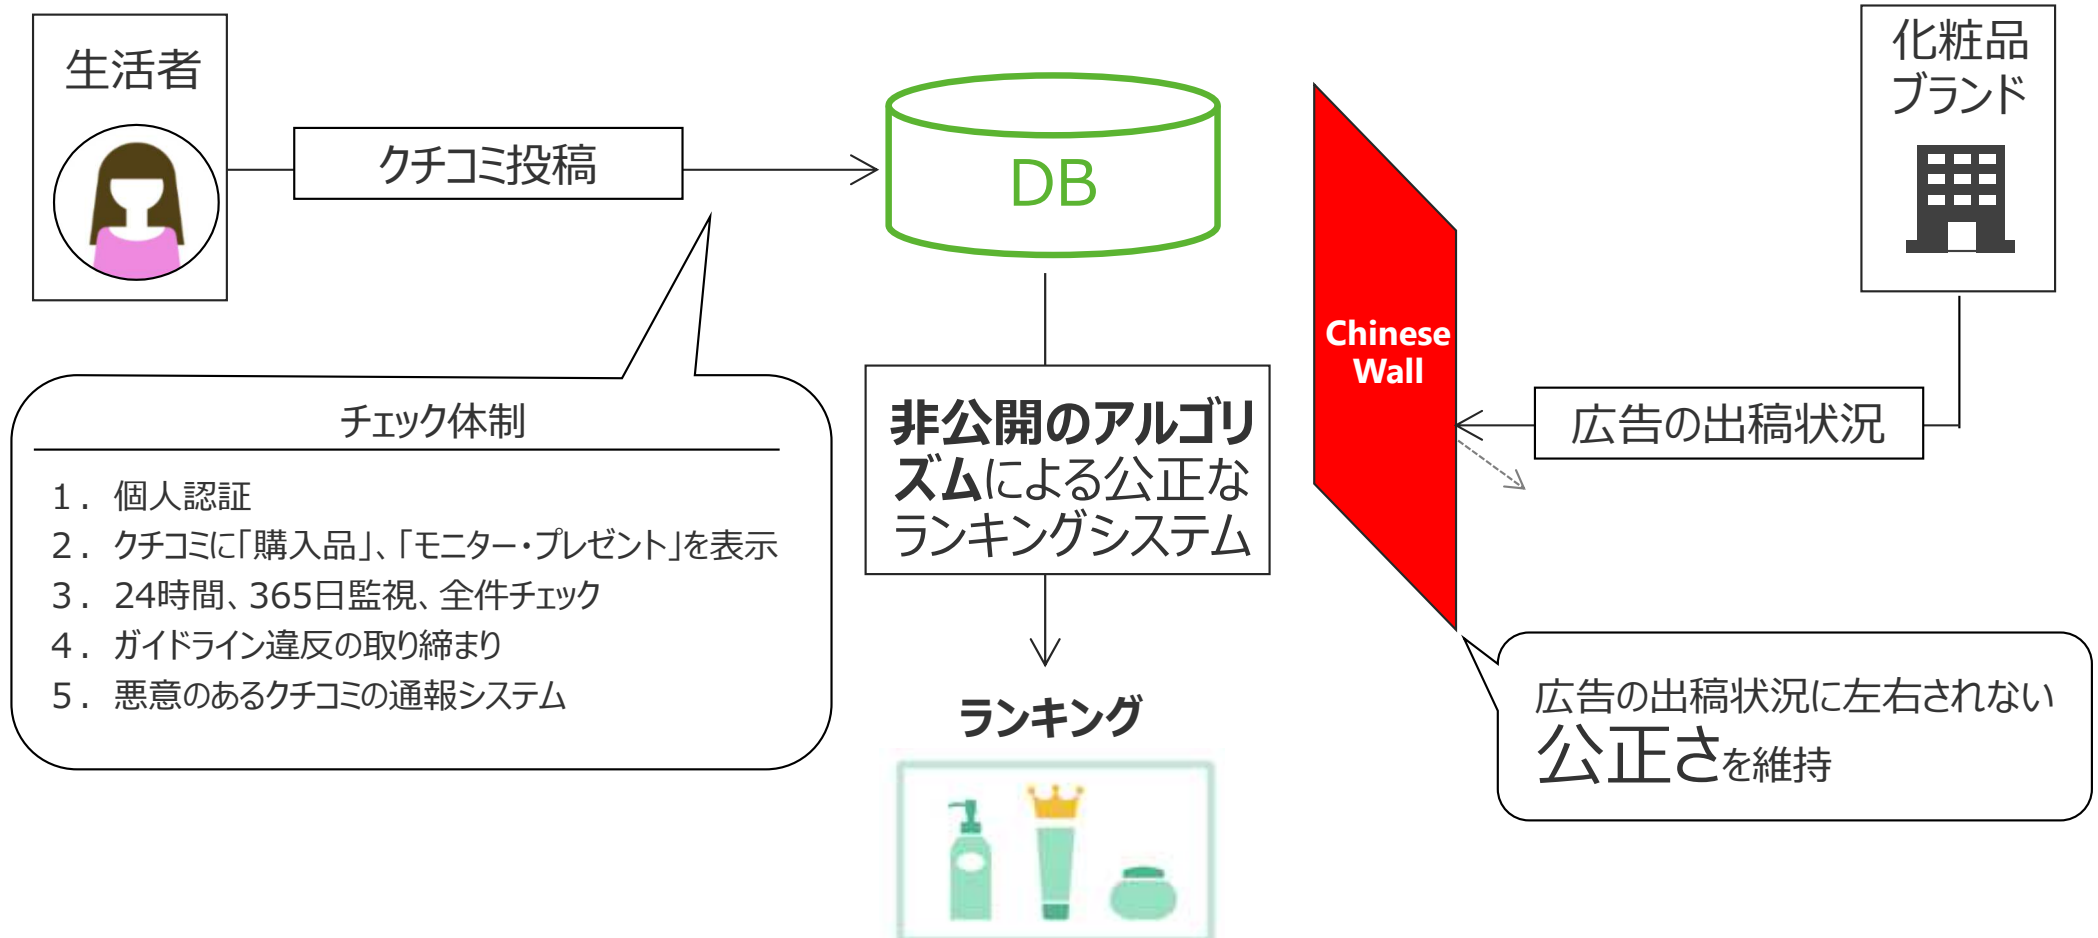 生活者
クチコミ投稿
DB
化粧品
ブランド
Chinese
Wall
広告の出稿状況
チェック体制
1. 個人認証
2. クチコミに「購入品」、「モニター・プレゼント」を表示
3. 24時間、365日監視、全件チェック
4. ガイドライン違反の取り締まり
5. 悪意のあるクチコミの通報システム
非公開のアルゴリ
ズムによる公正な
ランキングシステム
ランキング
広告の出稿状況に左右されない
公正さを維持